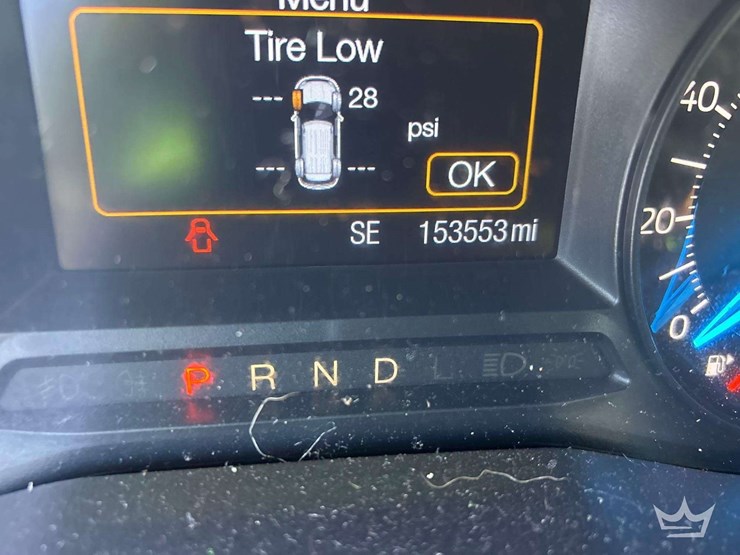 Menu
Tire Low
--- 28
psi
--- ---
OK
SE 153553 mi
P R N D L
40
20
0